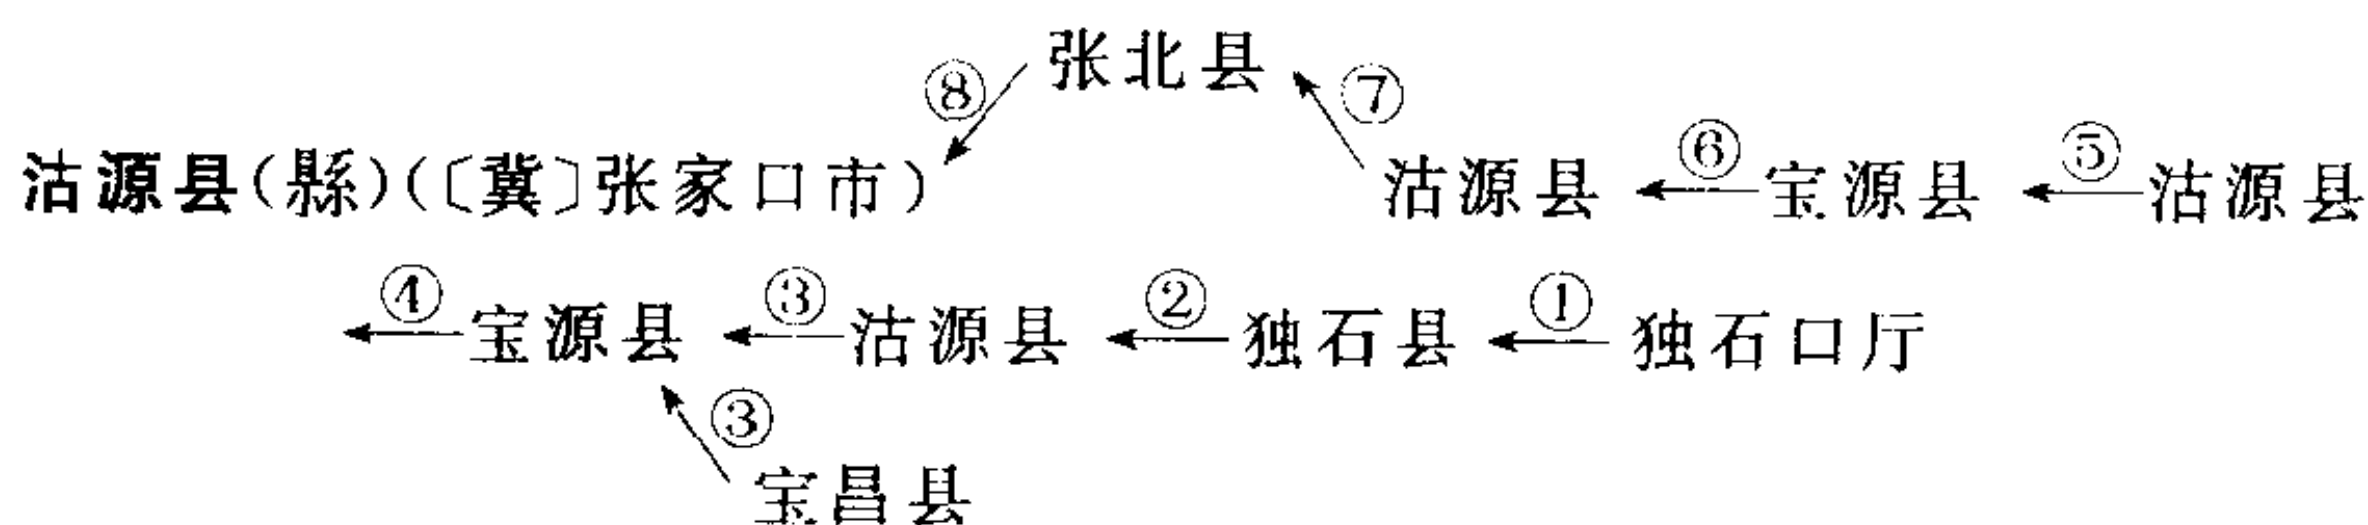 ⑧ 张北县 ⑦
沽源县(縣)(〔冀〕张家口市) 沽源县 ←⑥ 宝源县 ←⑤ 沽源县
←④ 宝源县 ←③ 沽源县 ←② 独石县 ←① 独石口厅
③
宝昌县